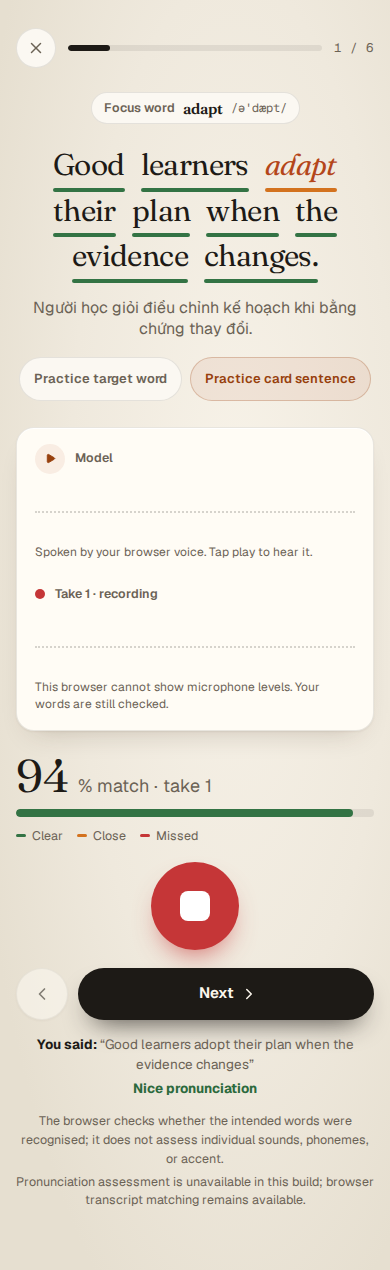 1 / 6
Focus word adapt /əˈdæpt/
Good learners adapt
their plan when the
evidence changes.
Người học giỏi điều chỉnh kế hoạch khi bằng
chứng thay đổi.
Practice target word
Practice card sentence
Model
Spoken by your browser voice. Tap play to hear it.
Take 1 · recording
This browser cannot show microphone levels. Your
words are still checked.
94 % match · take 1
Clear Close Missed
Next
You said: “Good learners adopt their plan when the
evidence changes”
Nice pronunciation
The browser checks whether the intended words were
recognised; it does not assess individual sounds, phonemes,
or accent.
Pronunciation assessment is unavailable in this build; browser
transcript matching remains available.